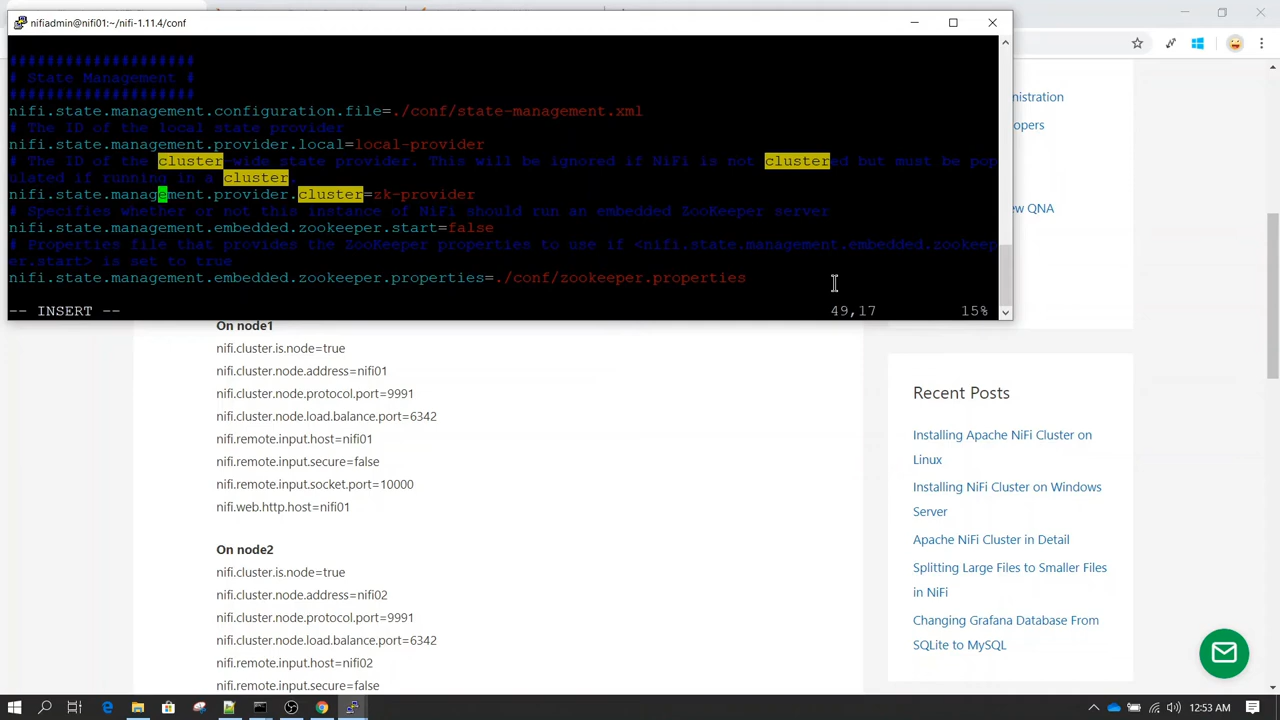 nifiadmin@nifi01:~/nifi-1.11.4/conf
###################
# State Management #
###################
nifi.state.management.configuration.file=./conf/state-management.xml
# The ID of the local state provider
nifi.state.management.provider.local=local-provider
# The ID of the cluster-wide state provider. This will be ignored if NiFi is not clustered but must be pop
ulated if running in a cluster.
nifi.state.management.provider.cluster=zk-provider
# Specifies whether or not this instance of NiFi should run an embedded ZooKeeper server
nifi.state.management.embedded.zookeeper.start=false
# Properties file that provides the ZooKeeper properties to use if <nifi.state.management.embedded.zookeep
er.start> is set to true
nifi.state.management.embedded.zookeeper.properties=./conf/zookeeper.properties
-- INSERT --
49,17
15%
nistration
opers
ew QNA
On node1
nifi.cluster.is.node=true
nifi.cluster.node.address=nifi01
nifi.cluster.node.protocol.port=9991
nifi.cluster.node.load.balance.port=6342
nifi.remote.input.host=nifi01
nifi.remote.input.secure=false
nifi.remote.input.socket.port=10000
nifi.web.http.host=nifi01
On node2
nifi.cluster.is.node=true
nifi.cluster.node.address=nifi02
nifi.cluster.node.protocol.port=9991
nifi.cluster.node.load.balance.port=6342
nifi.remote.input.host=nifi02
nifi.remote.input.secure=false
Recent Posts
Installing Apache NiFi Cluster on
Linux
Installing NiFi Cluster on Windows
Server
Apache NiFi Cluster in Detail
Splitting Large Files to Smaller Files
in NiFi
Changing Grafana Database From
SQLite to MySQL
12:53 AM